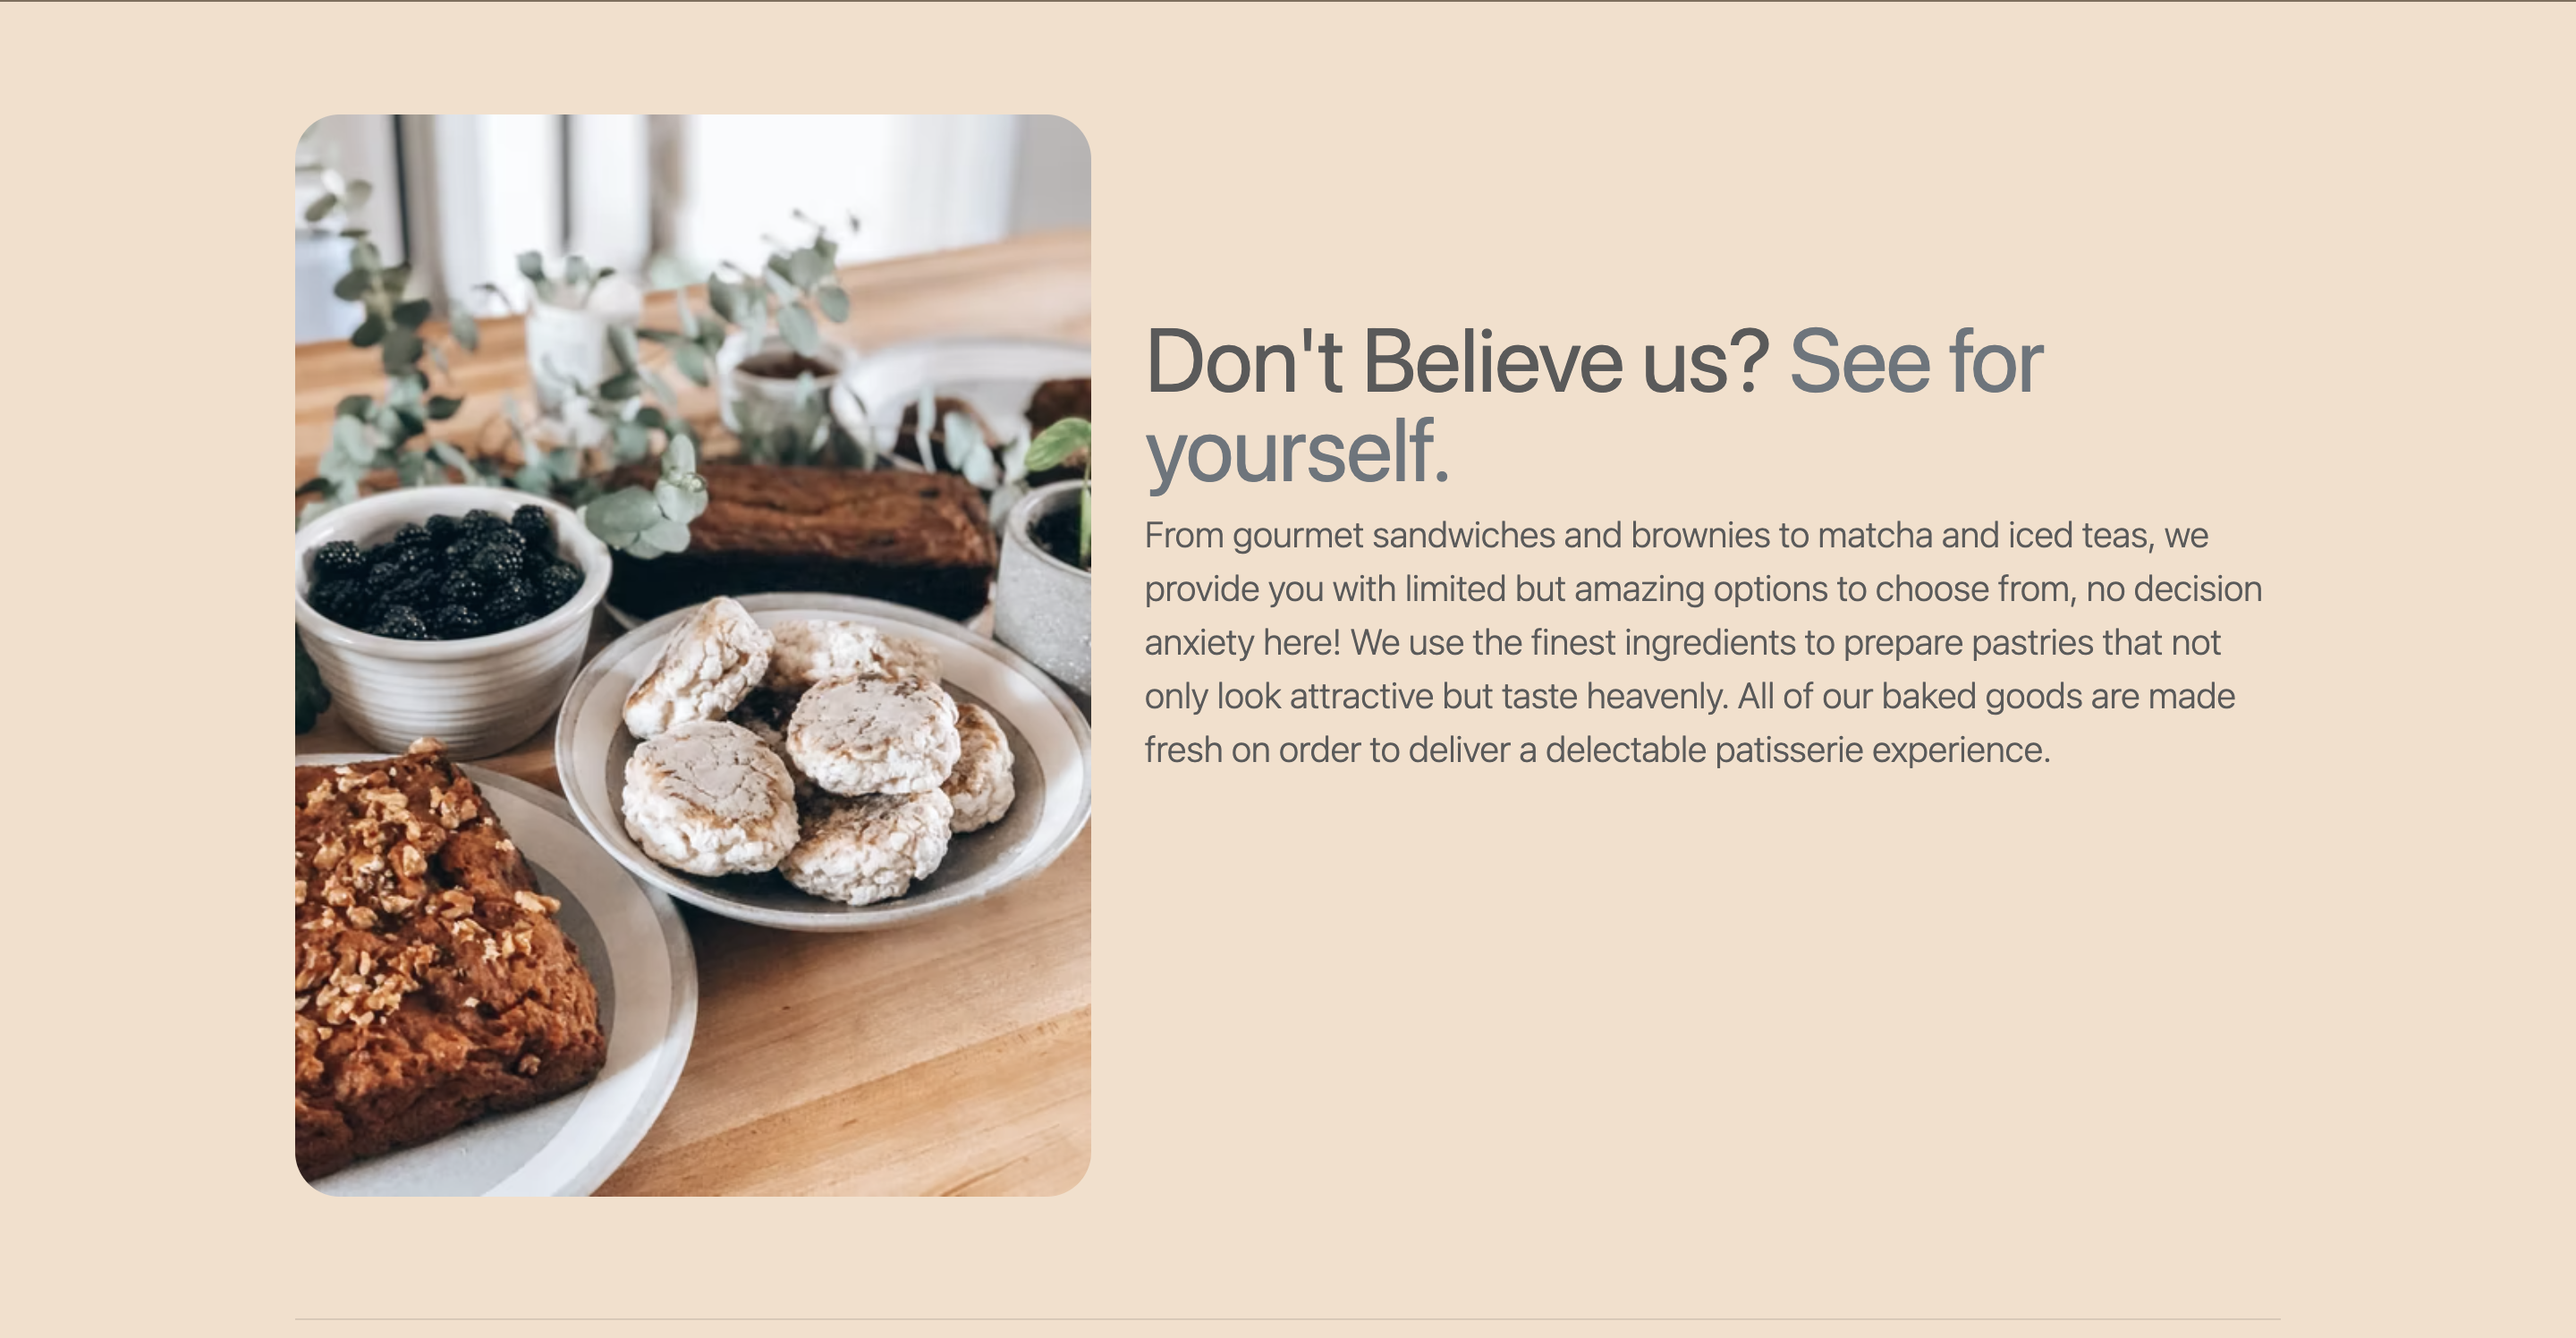 Don't Believe us? See for
yourself.
From gourmet sandwiches and brownies to matcha and iced teas, we
provide you with limited but amazing options to choose from, no decision
anxiety here! We use the finest ingredients to prepare pastries that not
only look attractive but taste heavenly. All of our baked goods are made
fresh on order to deliver a delectable patisserie experience.